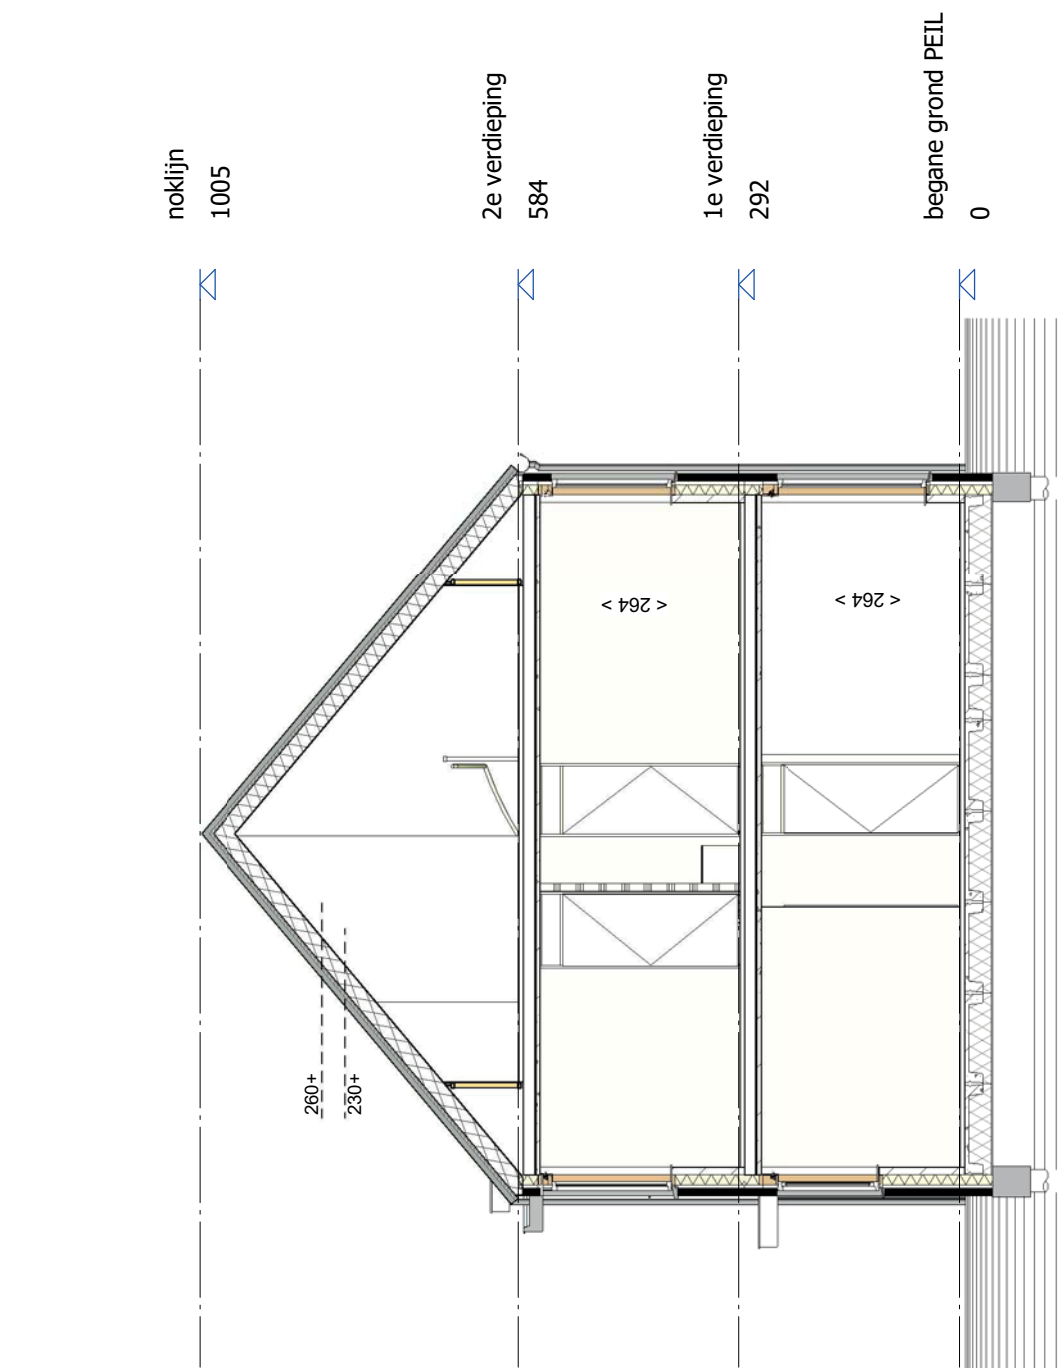 noklijn
1005
2e verdieping
584
1e verdieping
292
begane grond PEIL
0
< 264 >
< 264 >
260+
230+